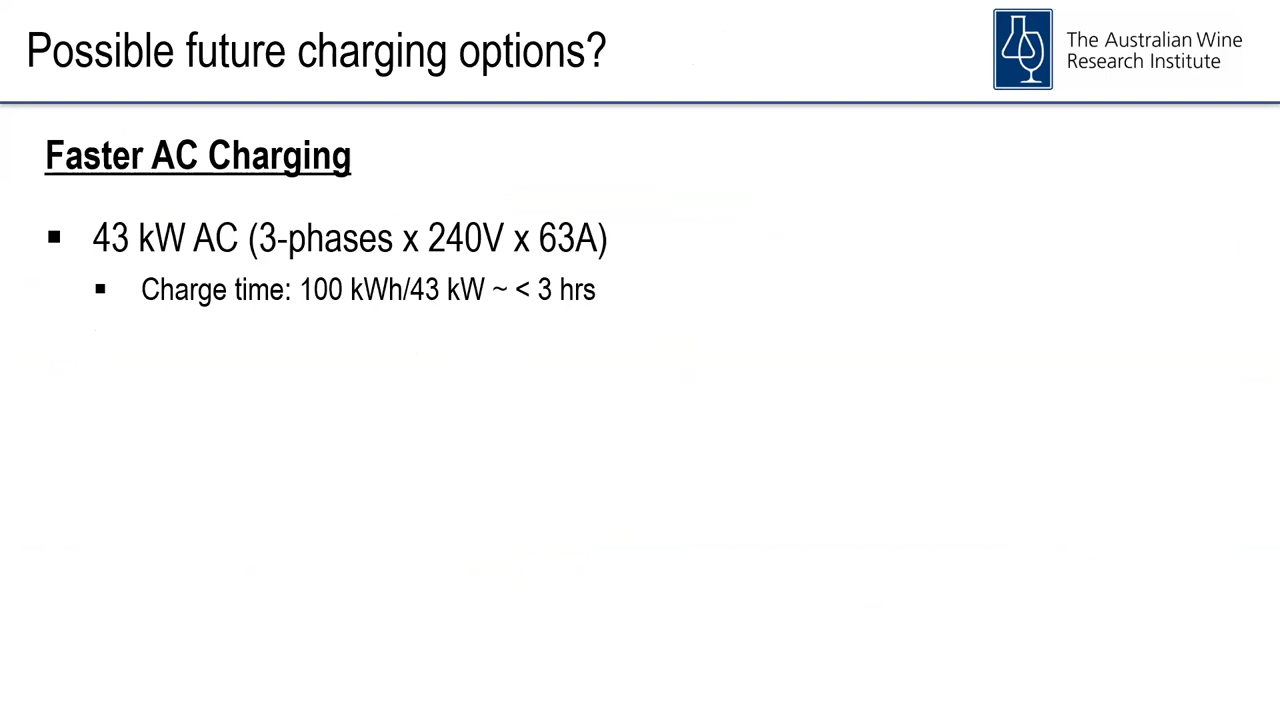 Possible future charging options?
The Australian Wine
Research Institute
Faster AC Charging
▪ 43 kW AC (3-phases x 240V x 63A)
▪ Charge time: 100 kWh/43 kW ~ < 3 hrs